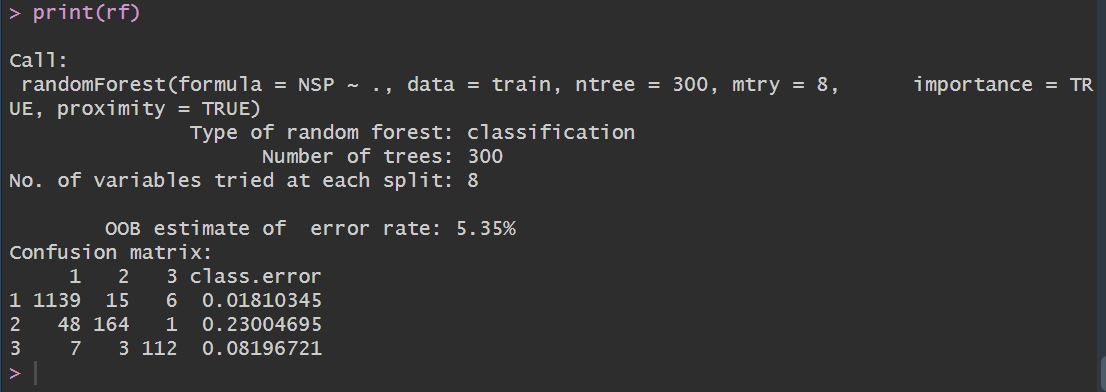 > print(rf)

Call:
 randomForest(formula = NSP ~ ., data = train, ntree = 300, mtry = 8,      importance = TR
UE, proximity = TRUE)
               Type of random forest: classification
                     Number of trees: 300
No. of variables tried at each split: 8

        OOB estimate of  error rate: 5.35%
Confusion matrix:
     1   2   3 class.error
1 1139  15   6  0.01810345
2   48 164   1  0.23004695
3    7   3 112  0.08196721
>